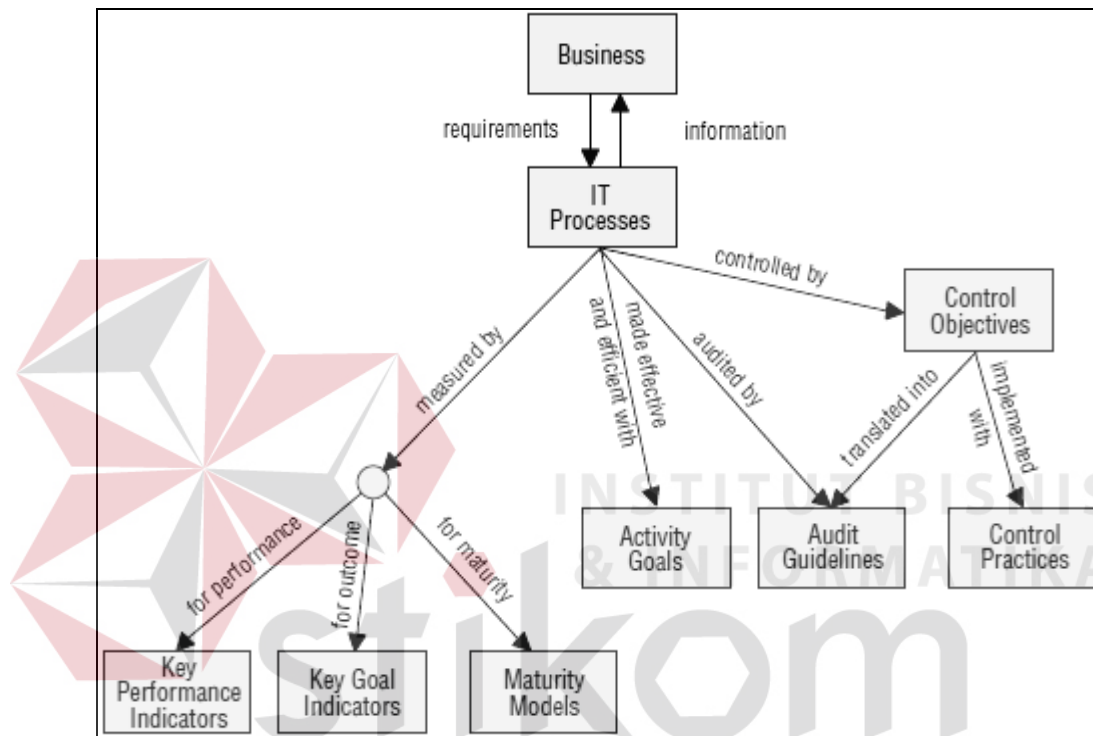 Business
requirements
information
IT
Processes
controlled by
Control
Objectives
measured by
made effective
and efficient with
audited by
translated into
implemented
with
INSTITUT BISNIS
& INFORMATIKA
stikom
Activity
Goals
Audit
Guidelines
Control
Practices
for performance
for outcome
for maturity
Key
Performance
Indicators
Key Goal
Indicators
Maturity
Models